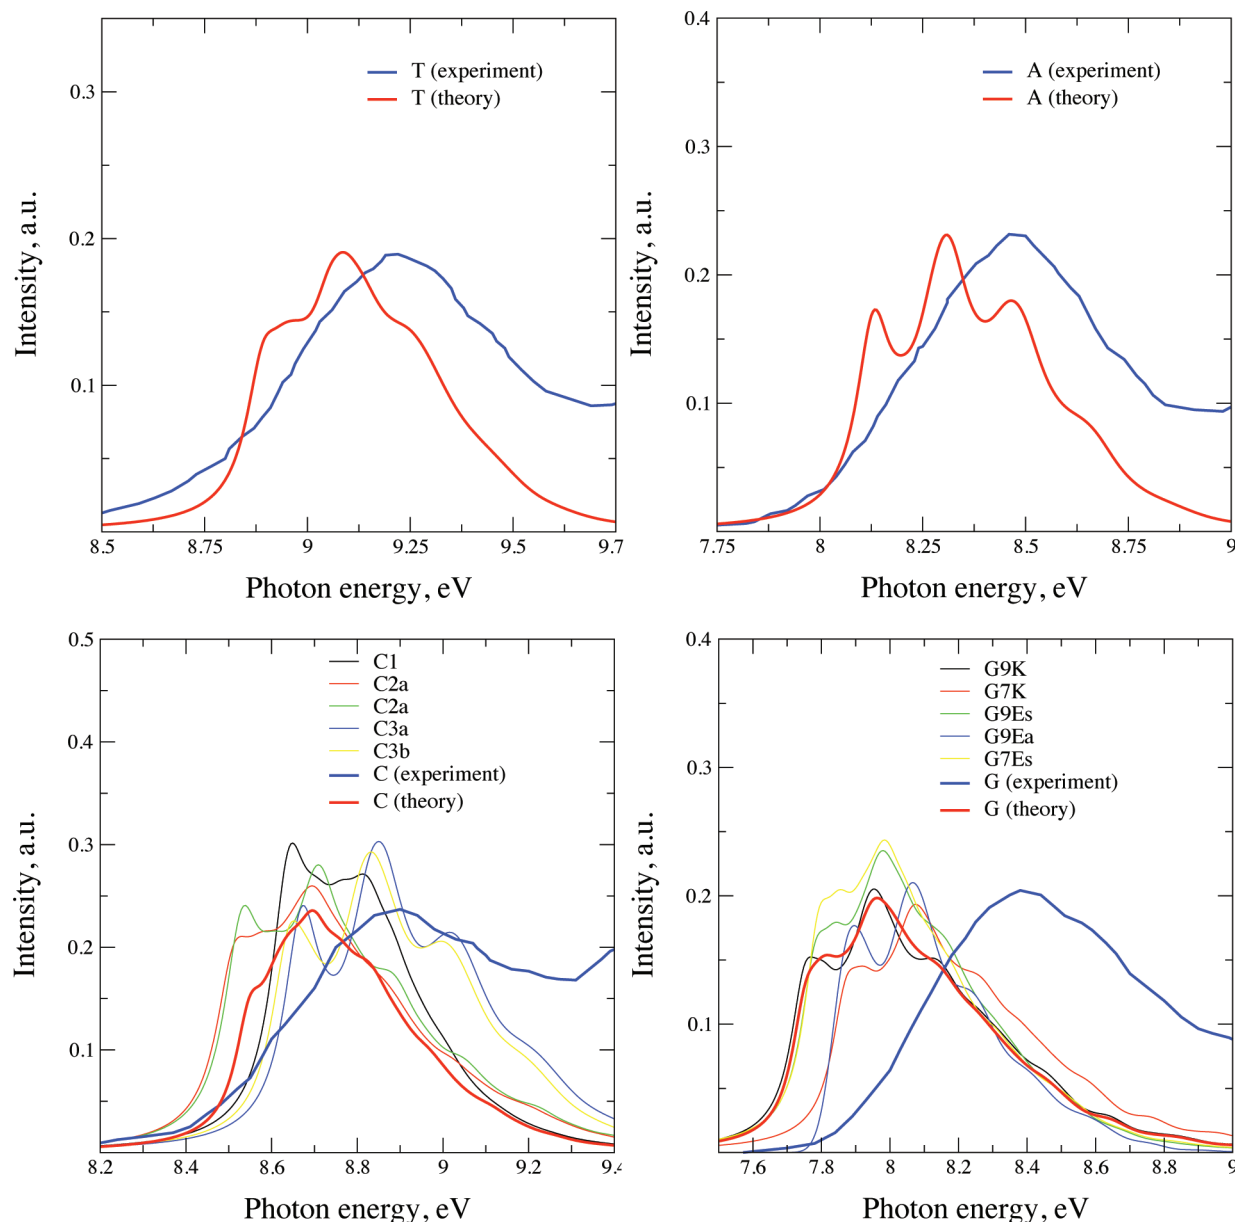 T (experiment)
T (theory)
0.3
0.2
0.1
Intensity, a.u.
8.5 8.75 9 9.25 9.5 9.7
Photon energy, eV
A (experiment)
A (theory)
0.4
0.3
0.2
0.1
Intensity, a.u.
7.75 8 8.25 8.5 8.75 9
Photon energy, eV
C1
C2a
C2a
C3a
C3b
C (experiment)
C (theory)
0.5
0.4
0.3
0.2
0.1
Intensity, a.u.
8.2 8.4 8.6 8.8 9 9.2 9.4
Photon energy, eV
G9K
G7K
G9Es
G9Ea
G7Es
G (experiment)
G (theory)
0.4
0.3
0.2
0.1
Intensity, a.u.
7.6 7.8 8 8.2 8.4 8.6 8.8 9
Photon energy, eV